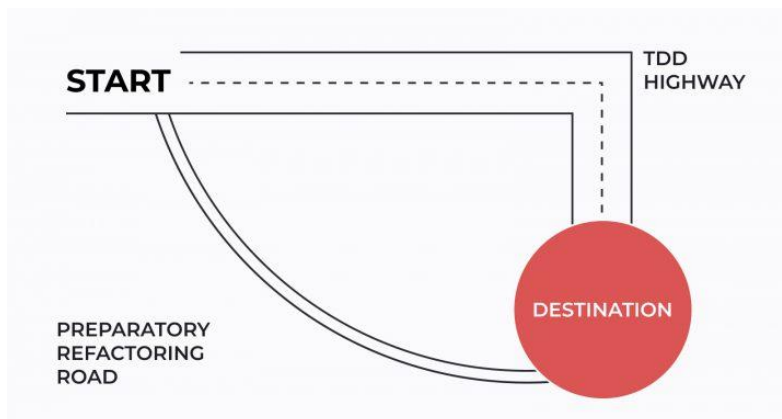 START
TDD
HIGHWAY
DESTINATION
PREPARATORY
REFACTORING
ROAD